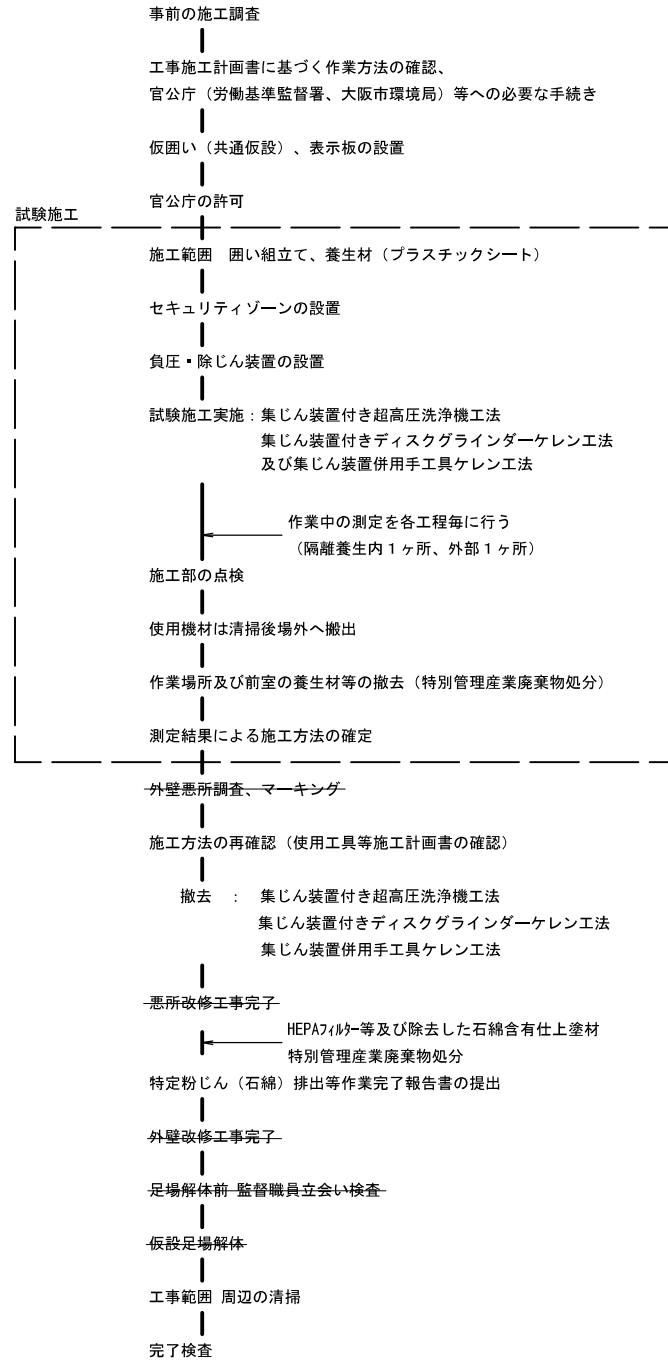 事前の施工調査
工事施工計画書に基づく作業方法の確認、
官公庁（労働基準監督署、大阪市環境局）等への必要な手続き
仮囲い（共通仮設）、表示板の設置
官公庁の許可
試験施工
施工範囲　囲い組立て、養生材（プラスチックシート）
セキュリティゾーンの設置
負圧・除じん装置の設置
試験施工実施：集じん装置付き超高圧洗浄機工法
集じん装置付きディスクグラインダーケレン工法
及び集じん装置併用手工具ケレン工法
作業中の測定を各工程毎に行う
（隔離養生内１ヶ所、外部１ヶ所）
施工部の点検
使用機材は清掃後場外へ搬出
作業場所及び前室の養生材等の撤去（特別管理産業廃棄物処分）
測定結果による施工方法の確定
外壁悪所調査、マーキング
施工方法の再確認（使用工具等施工計画書の確認）
撤去　：　集じん装置付き超高圧洗浄機工法
集じん装置付きディスクグラインダーケレン工法
集じん装置併用手工具ケレン工法
悪所改修工事完了
HEPAﾌｨﾙﾀｰ等及び除去した石綿含有仕上塗材
特別管理産業廃棄物処分
特定粉じん（石綿）排出等作業完了報告書の提出
外壁改修工事完了
足場解体前 監督職員立会い検査
仮設足場解体
工事範囲 周辺の清掃
完了検査